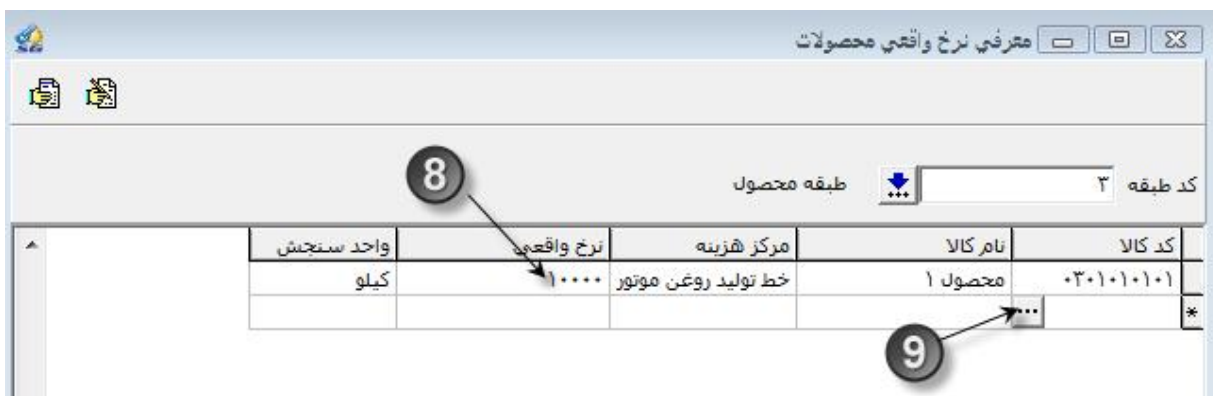 معرفي نرخ واقعي محصولات
8
کد طبقه ۳ طبقه محصول
کد کالا نام کالا مرکز هزینه نرخ واقعي واحد سنجش
۰۳۰۱۰۱۰۱۰۱ محصول ۱ خط تولید روغن موتور ۱۰۰۰۰ کیلو
* ...
9